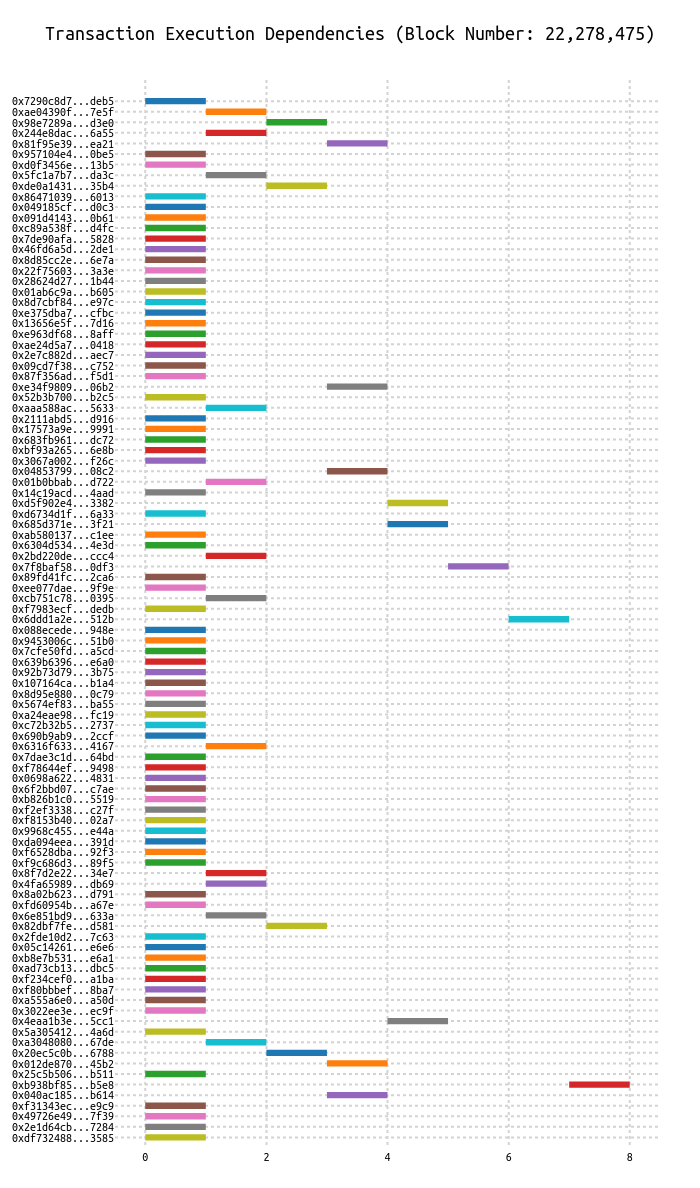 Transaction Execution Dependencies (Block Number: 22,278,475)
0x7290c8d7...deb5
0xae04390f...7e5f
0x98e7289a...d3e0
0x244e8dac...6a55
0x81f95e39...ea21
0x957104e4...0be5
0xd0f3456e...13b5
0x5fc1a7b7...da3c
0xde0a1431...35b4
0x86471039...6013
0x049185cf...d0c3
0x091d4143...0b61
0xc89a538f...d4fc
0x7de90afa...5828
0x46fd6a5d...2de1
0x8d85cc2e...6e7a
0x22f75603...3a3e
0x28624d27...1b44
0x01ab6c9a...b605
0x8d7cbf84...e97c
0xe375dba7...cfbc
0x13656e5f...7d16
0xe963df68...8aff
0xae24d5a7...0418
0x2e7c882d...aec7
0x09cd7f38...c752
0x87f356ad...f5d1
0xe34f9809...06b2
0x52b3b700...b2c5
0xaaa588ac...5633
0x2111abd5...d916
0x17573a9e...9991
0x683fb961...dc72
0xbf93a265...6e8b
0x3067a002...f26c
0x04853799...08c2
0x01b0bbab...d722
0x14c19acd...4aad
0xd5f902e4...3382
0xd6734d1f...6a33
0x685d371e...3f21
0xab580137...c1ee
0x6304d534...4e3d
0x2bd220de...ccc4
0x7f8baf58...0df3
0x89fd41fc...2ca6
0xee077dae...9f9e
0xcb751c78...0395
0xf7983ecf...dedb
0x6ddd1a2e...512b
0x088ecede...948e
0x9453006c...51b0
0x7cfe50fd...a5cd
0x639b6396...e6a0
0x92b73d79...3b75
0x107164ca...b1a4
0x8d95e880...0c79
0x5674ef83...ba55
0xa24eae98...fc19
0xc72b32b5...2737
0x690b9ab9...2ccf
0x6316f633...4167
0x7dae3c1d...64bd
0xf78644ef...9498
0x0698a622...4831
0x6f2bbd07...c7ae
0xb826b1c0...5519
0xf2ef3338...c27f
0xf8153b40...02a7
0x9968c455...e44a
0xda094eea...391d
0xf6528dba...92f3
0xf9c686d3...89f5
0x8f7d2e22...34e7
0x4fa65989...db69
0x8a02b623...d791
0xfd60954b...a67e
0x6e851bd9...633a
0x82dbf7fe...d581
0x2fde10d2...7c63
0x05c14261...e6e6
0xb8e7b531...e6a1
0xad73cb13...dbc5
0xf234cef0...a1ba
0xf80bbbef...8ba7
0xa555a6e0...a50d
0x3022ee3e...ec9f
0x4eaa1b3e...5cc1
0x5a305412...4a6d
0xa3048080...67de
0x20ec5c0b...6788
0x012de870...45b2
0x25c5b506...b511
0xb938bf85...b5e8
0x040ac185...b614
0xf31343ec...e9c9
0x49726e49...7f39
0x2e1d64cb...7284
0xdf732488...3585
0 2 4 6 8